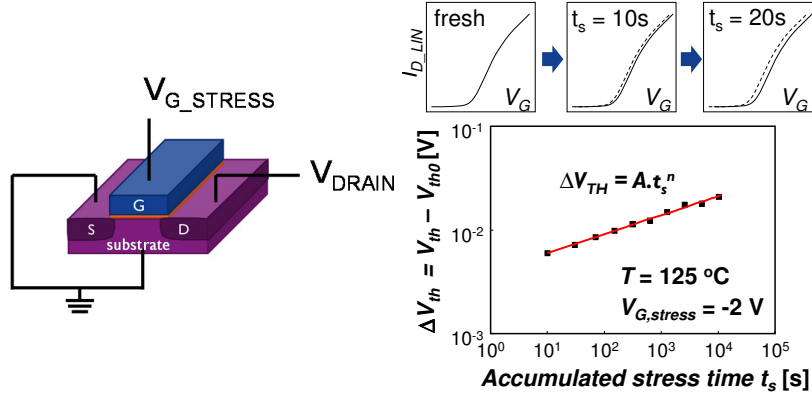 V_G_STRESS
V_DRAIN
G
S
D
substrate
fresh
t_s = 10s
t_s = 20s
I_D_LIN
V_G
V_G
V_G
ΔV_th = V_th – V_th0 [V]
10^-1
10^-2
10^-3
ΔV_TH = A.t_s^n
T = 125 °C
V_G,stress = -2 V
10^0
10^1
10^2
10^3
10^4
10^5
Accumulated stress time t_s [s]